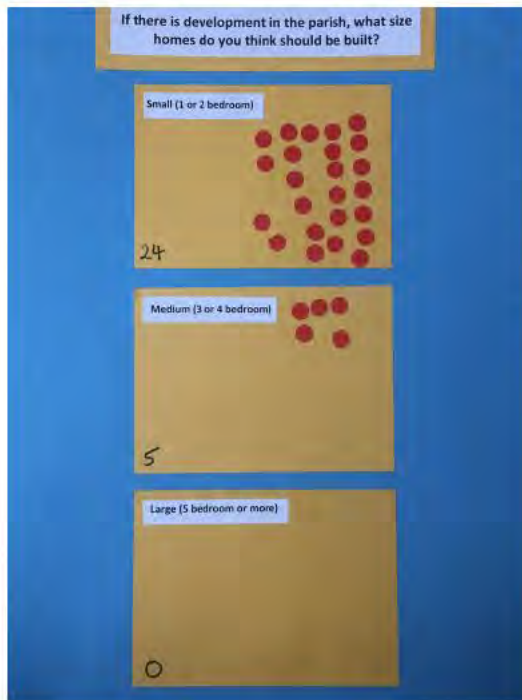 If there is development in the parish, what size
homes do you think should be built?
Small (1 or 2 bedroom)
24
Medium (3 or 4 bedroom)
5
Large (5 bedroom or more)
0